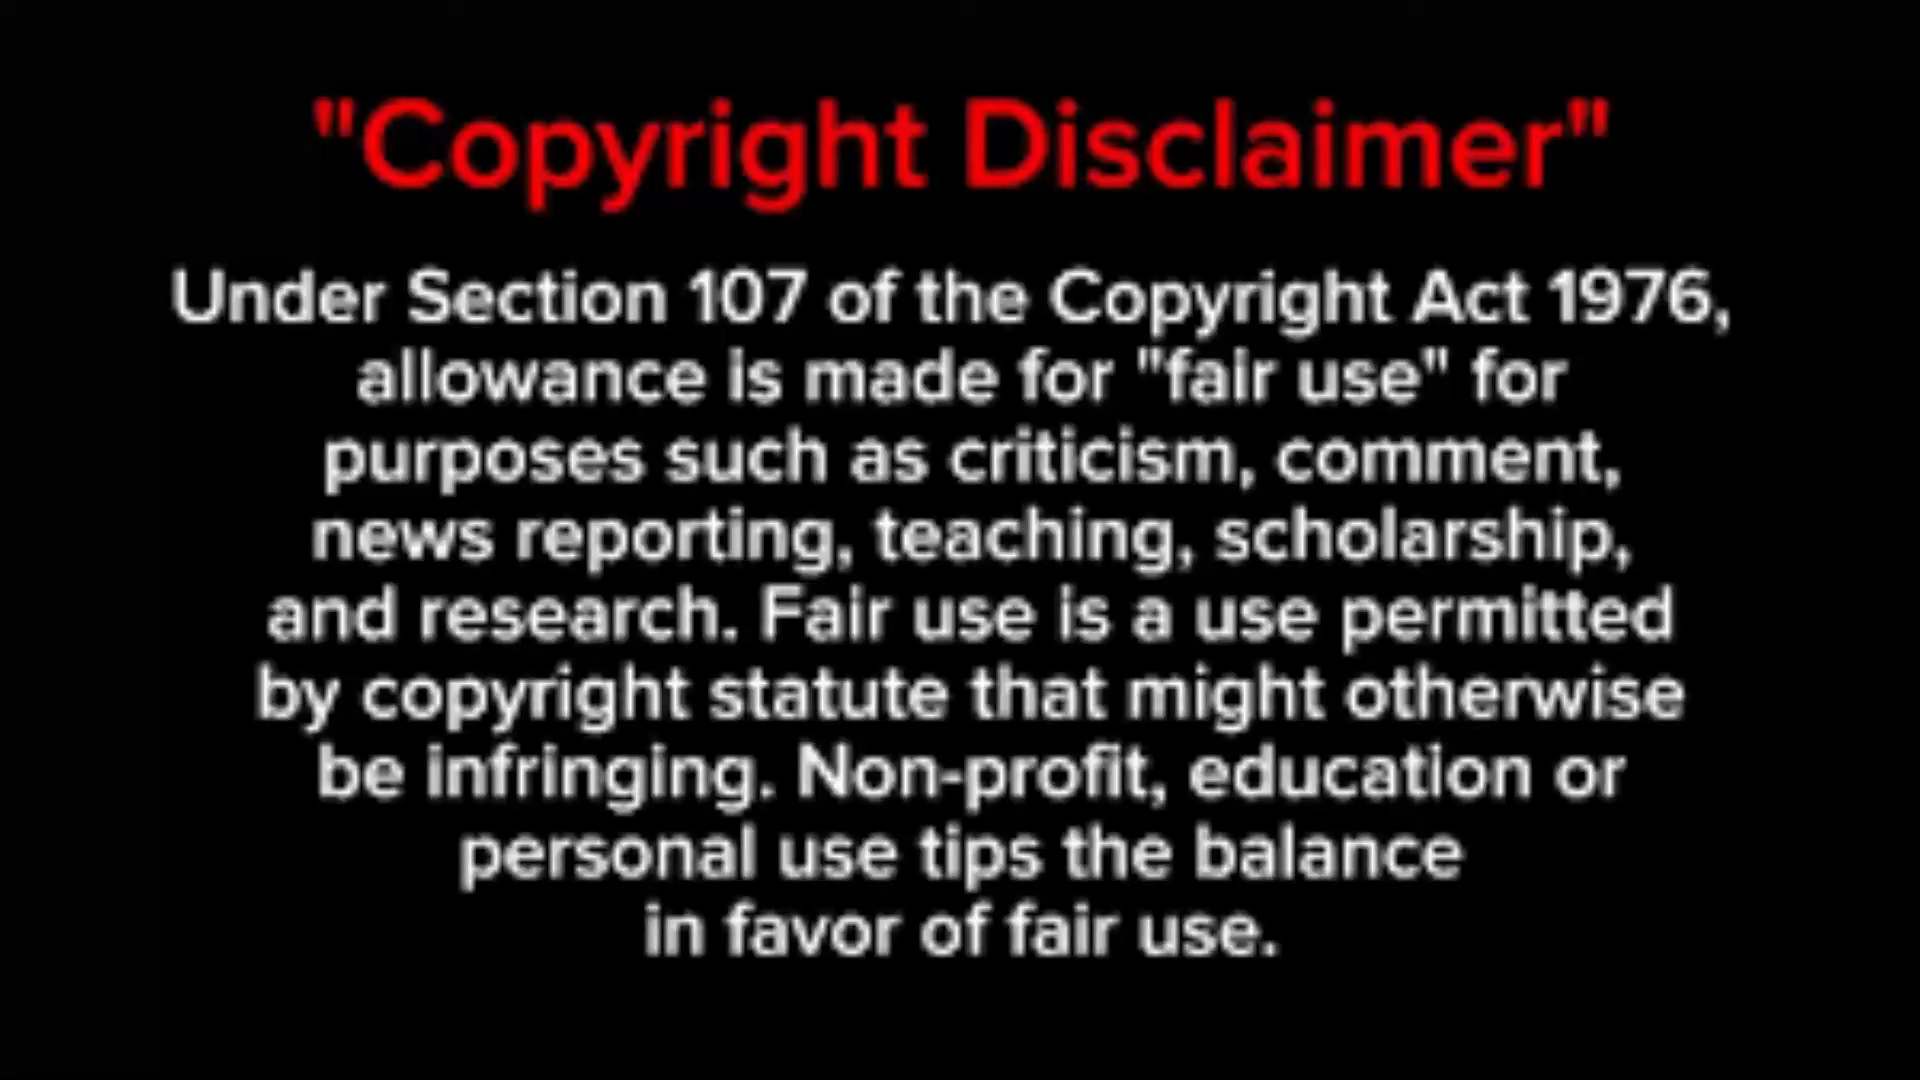 "Copyright Disclaimer"
Under Section 107 of the Copyright Act 1976,
allowance is made for "fair use" for
purposes such as criticism, comment,
news reporting, teaching, scholarship,
and research. Fair use is a use permitted
by copyright statute that might otherwise
be infringing. Non-profit, education or
personal use tips the balance
in favor of fair use.